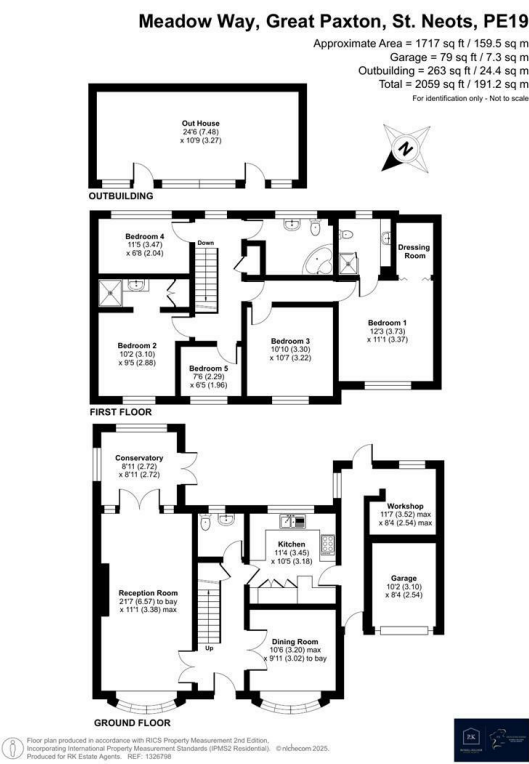 Meadow Way, Great Paxton, St. Neots, PE19
Approximate Area = 1717 sq ft / 159.5 sq m
Garage = 79 sq ft / 7.3 sq m
Outbuilding = 263 sq ft / 24.4 sq m
Total = 2059 sq ft / 191.2 sq m
For identification only - Not to scale
N
Out House
24'6 (7.48)
x 10'9 (3.27)
OUTBUILDING
Bedroom 4
11'5 (3.47)
x 6'8 (2.04)
Down
Dressing
Room
Bedroom 2
10'2 (3.10)
x 9'5 (2.88)
Bedroom 5
7'6 (2.29)
x 6'5 (1.96)
Bedroom 3
10'10 (3.30)
x 10'7 (3.22)
Bedroom 1
12'3 (3.73)
x 11'1 (3.37)
FIRST FLOOR
Conservatory
8'11 (2.72)
x 8'11 (2.72)
Kitchen
11'4 (3.45)
x 10'5 (3.18)
Workshop
11'7 (3.52) max
x 8'4 (2.54) max
Reception Room
21'7 (6.57) to bay
x 11'1 (3.38) max
Garage
10'2 (3.10)
x 8'4 (2.54)
Up
Dining Room
10'6 (3.20) max
x 9'11 (3.02) to bay
GROUND FLOOR
Floor plan produced in accordance with RICS Property Measurement 2nd Edition,
Incorporating International Property Measurement Standards (IPMS2 Residential). ©nichecom 2025.
Produced for RK Estate Agents. REF: 1326798